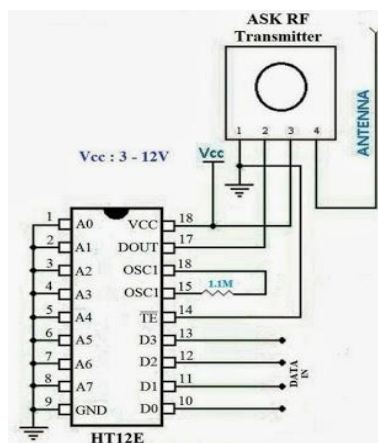 ASK RF
Transmitter
1 2 3 4
ANTENNA
Vcc : 3 - 12V
Vcc
1 A0 VCC 18
2 A1 DOUT 17
3 A2 OSC1 18
4 A3 OSC1 15 1.1M
5 A4 TE 14
6 A5 D3 13
7 A6 D2 12
8 A7 D1 11
9 GND D0 10
DATA
IN
HT12E